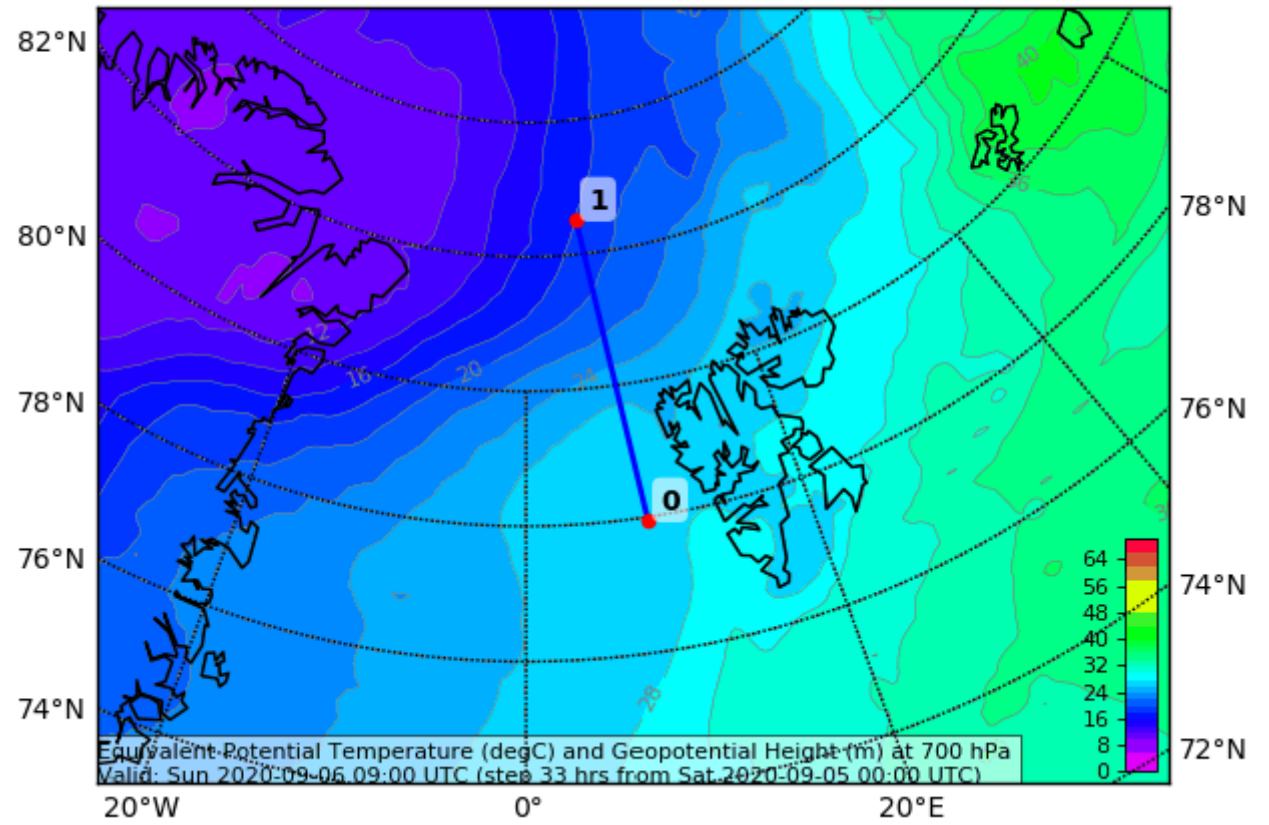 82°N
80°N
78°N
76°N
74°N
78°N
76°N
74°N
72°N
20°W
0°
20°E
1
0
12
16
20
24
28
32
36
40
64
56
48
40
32
24
16
8
0
Equivalent Potential Temperature (degC) and Geopotential Height (m) at 700 hPa
Valid: Sun 2020-09-06 09:00 UTC (step 33 hrs from Sat 2020-09-05 00:00 UTC)